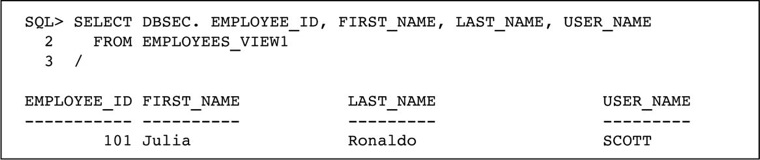 SQL> SELECT DBSEC. EMPLOYEE_ID, FIRST_NAME, LAST_NAME, USER_NAME
2 FROM EMPLOYEES_VIEW1
3 /
EMPLOYEE_ID FIRST_NAME LAST_NAME USER_NAME
----------- ---------- --------- ---------
101 Julia Ronaldo SCOTT